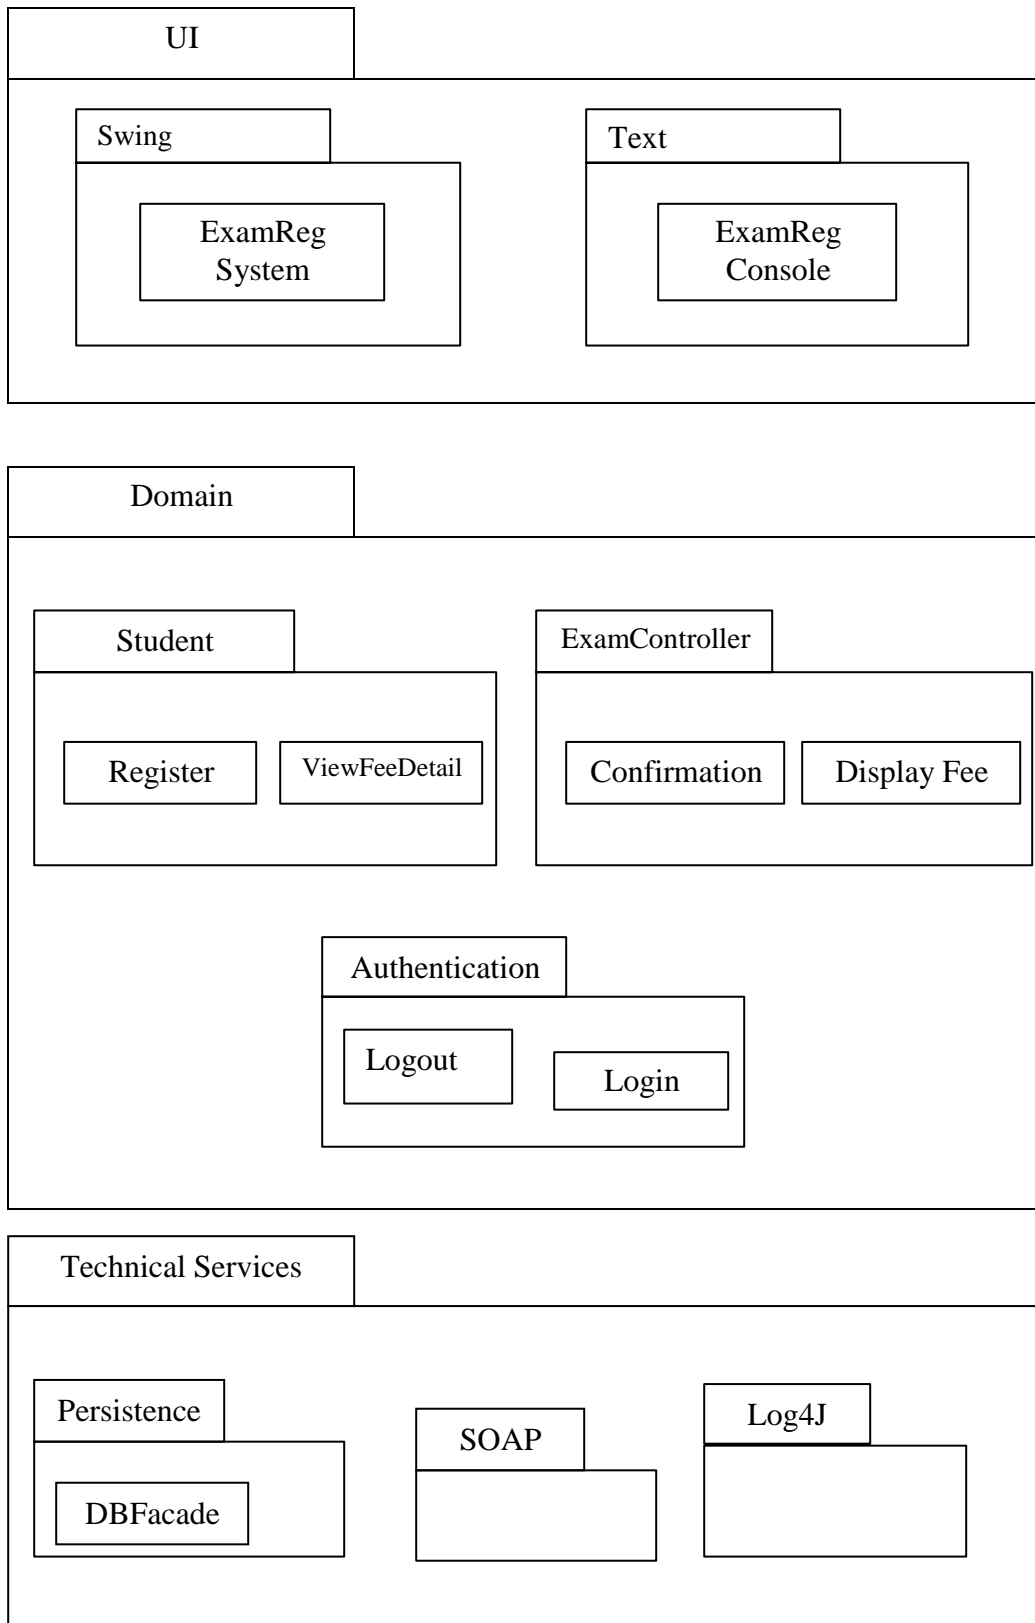 UI
Swing
Text
ExamReg
System
ExamReg
Console
Domain
Student
ExamController
Register
ViewFeeDetail
Confirmation
Display Fee
Authentication
Logout
Login
Technical Services
Persistence
SOAP
Log4J
DBFacade